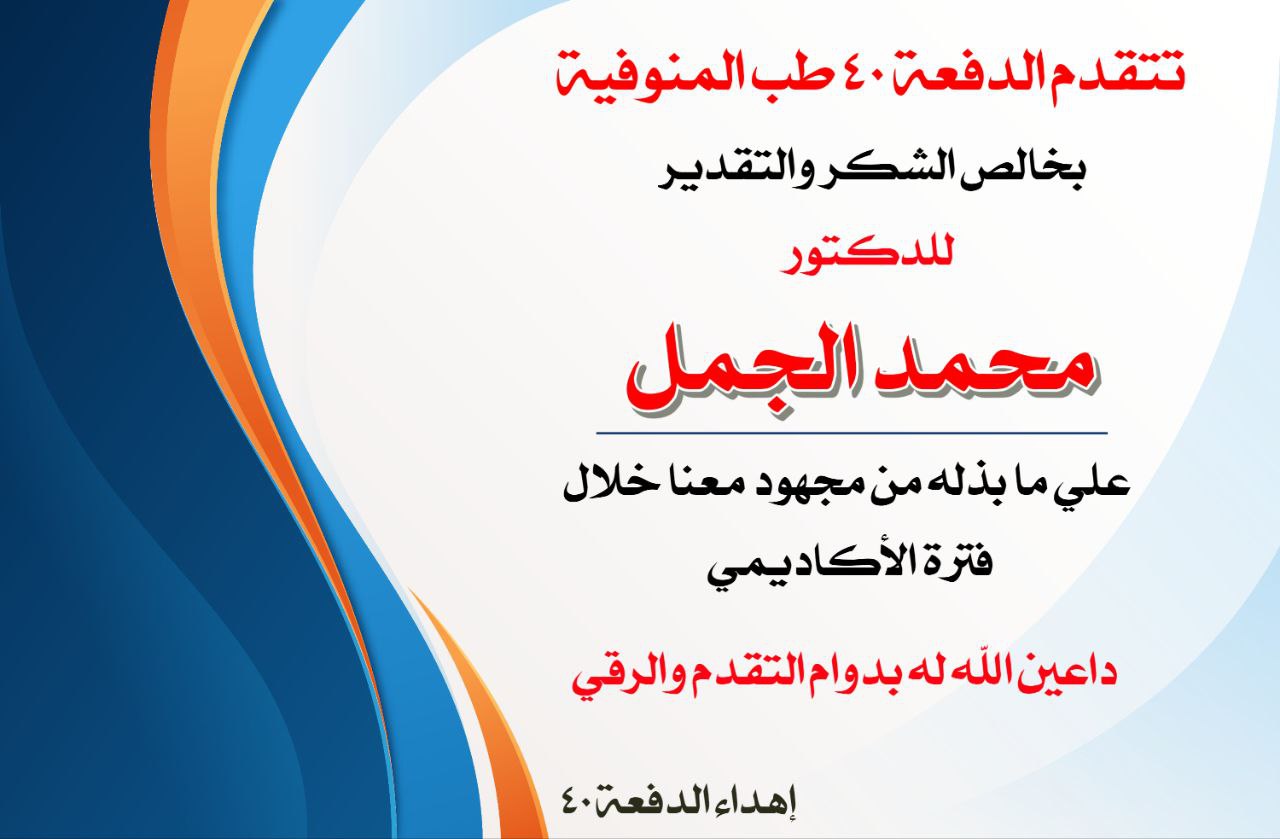 تتقدم الدفعة ٤٠ طب المنوفية
بخالص الشكر والتقدير
للدكتور
محمد الجمل
علي ما بذله من مجهود معنا خلال
فترة الأكاديمي
داعين الله له بدوام التقدم والرقي
إهداء الدفعة ٤٠